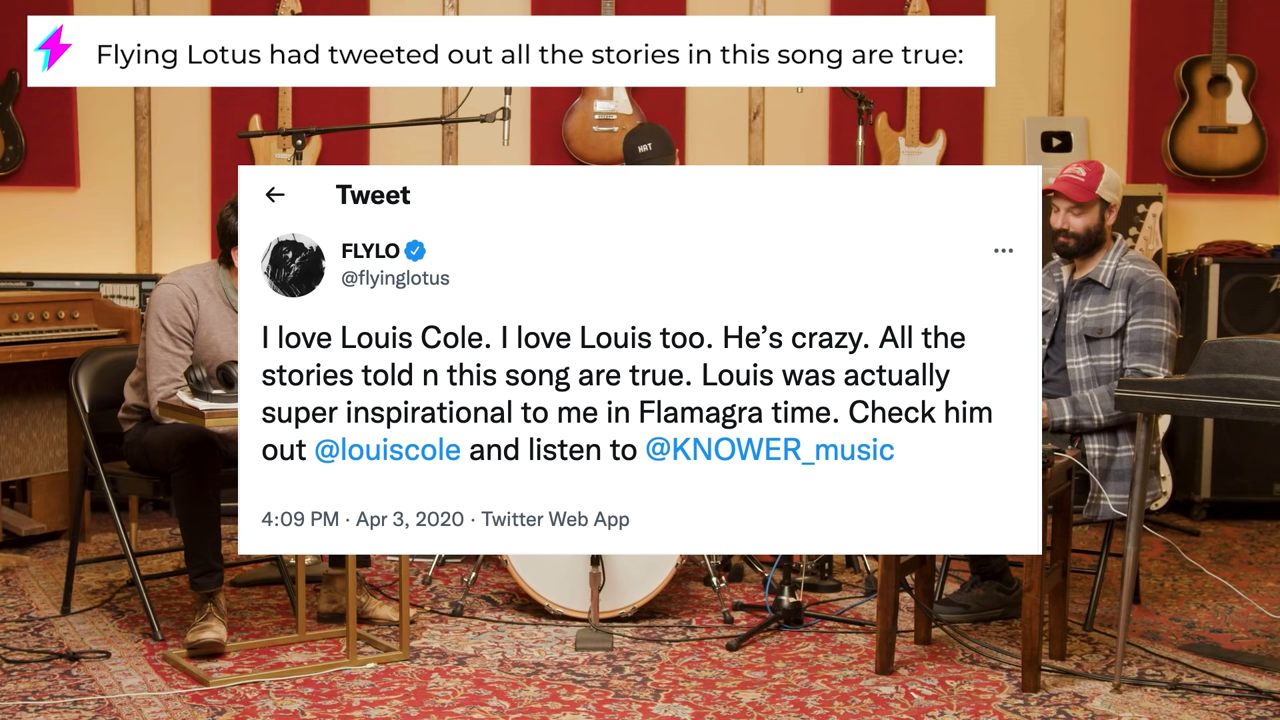 Flying Lotus had tweeted out all the stories in this song are true:
HAT
Tweet
FLYLO
@flyinglotus
I love Louis Cole. I love Louis too. He’s crazy. All the
stories told n this song are true. Louis was actually
super inspirational to me in Flamagra time. Check him
out @louiscole and listen to @KNOWER_music
4:09 PM · Apr 3, 2020 · Twitter Web App